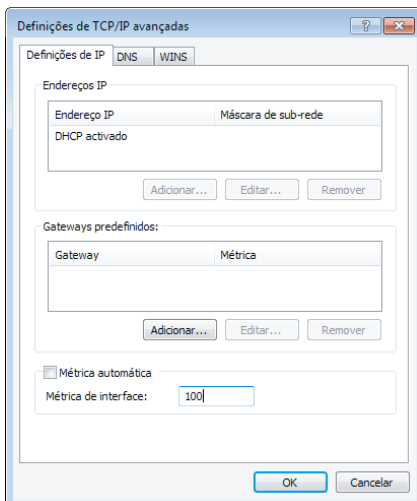 Definições de TCP/IP avançadas
Definições de IP DNS WINS
Endereços IP
Endereço IP Máscara de sub-rede
DHCP activado
Adicionar... Editar... Remover
Gateways predefinidos:
Gateway Métrica
Adicionar... Editar... Remover
Métrica automática
Métrica de interface: 100
OK Cancelar